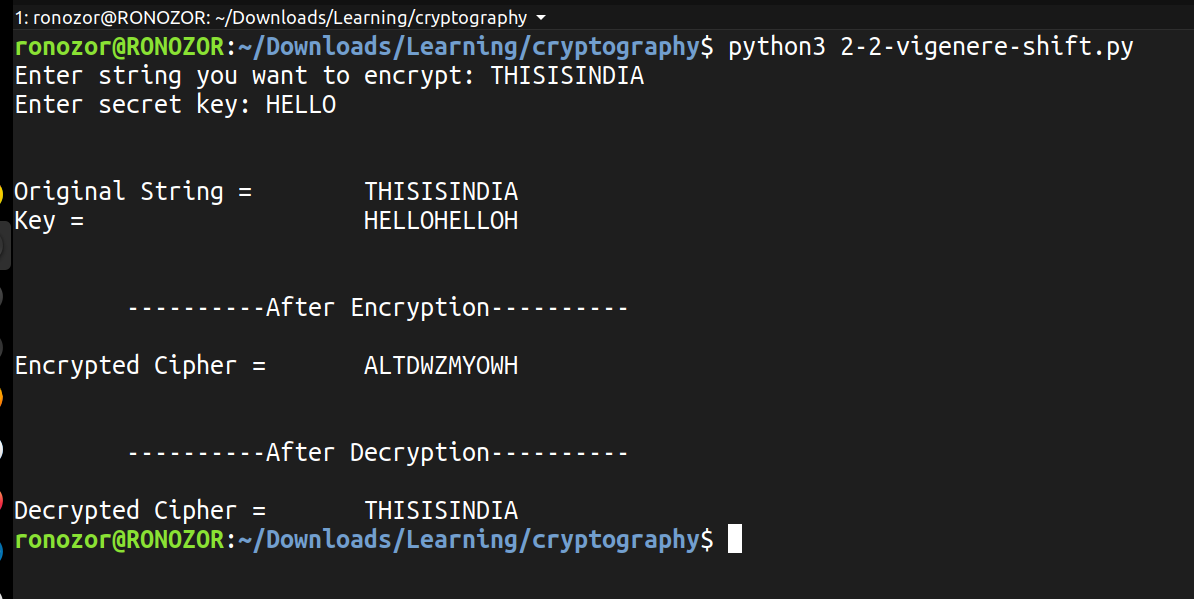 1: ronozor@RONOZOR: ~/Downloads/Learning/cryptography
ronozor@RONOZOR:~/Downloads/Learning/cryptography$ python3 2-2-vigenere-shift.py
Enter string you want to encrypt: THISISINDIA
Enter secret key: HELLO
Original String = THISISINDIA
Key = HELLOHELLOH
----------After Encryption----------
Encrypted Cipher = ALTDWZMYOWH
----------After Decryption----------
Decrypted Cipher = THISISINDIA
ronozor@RONOZOR:~/Downloads/Learning/cryptography$